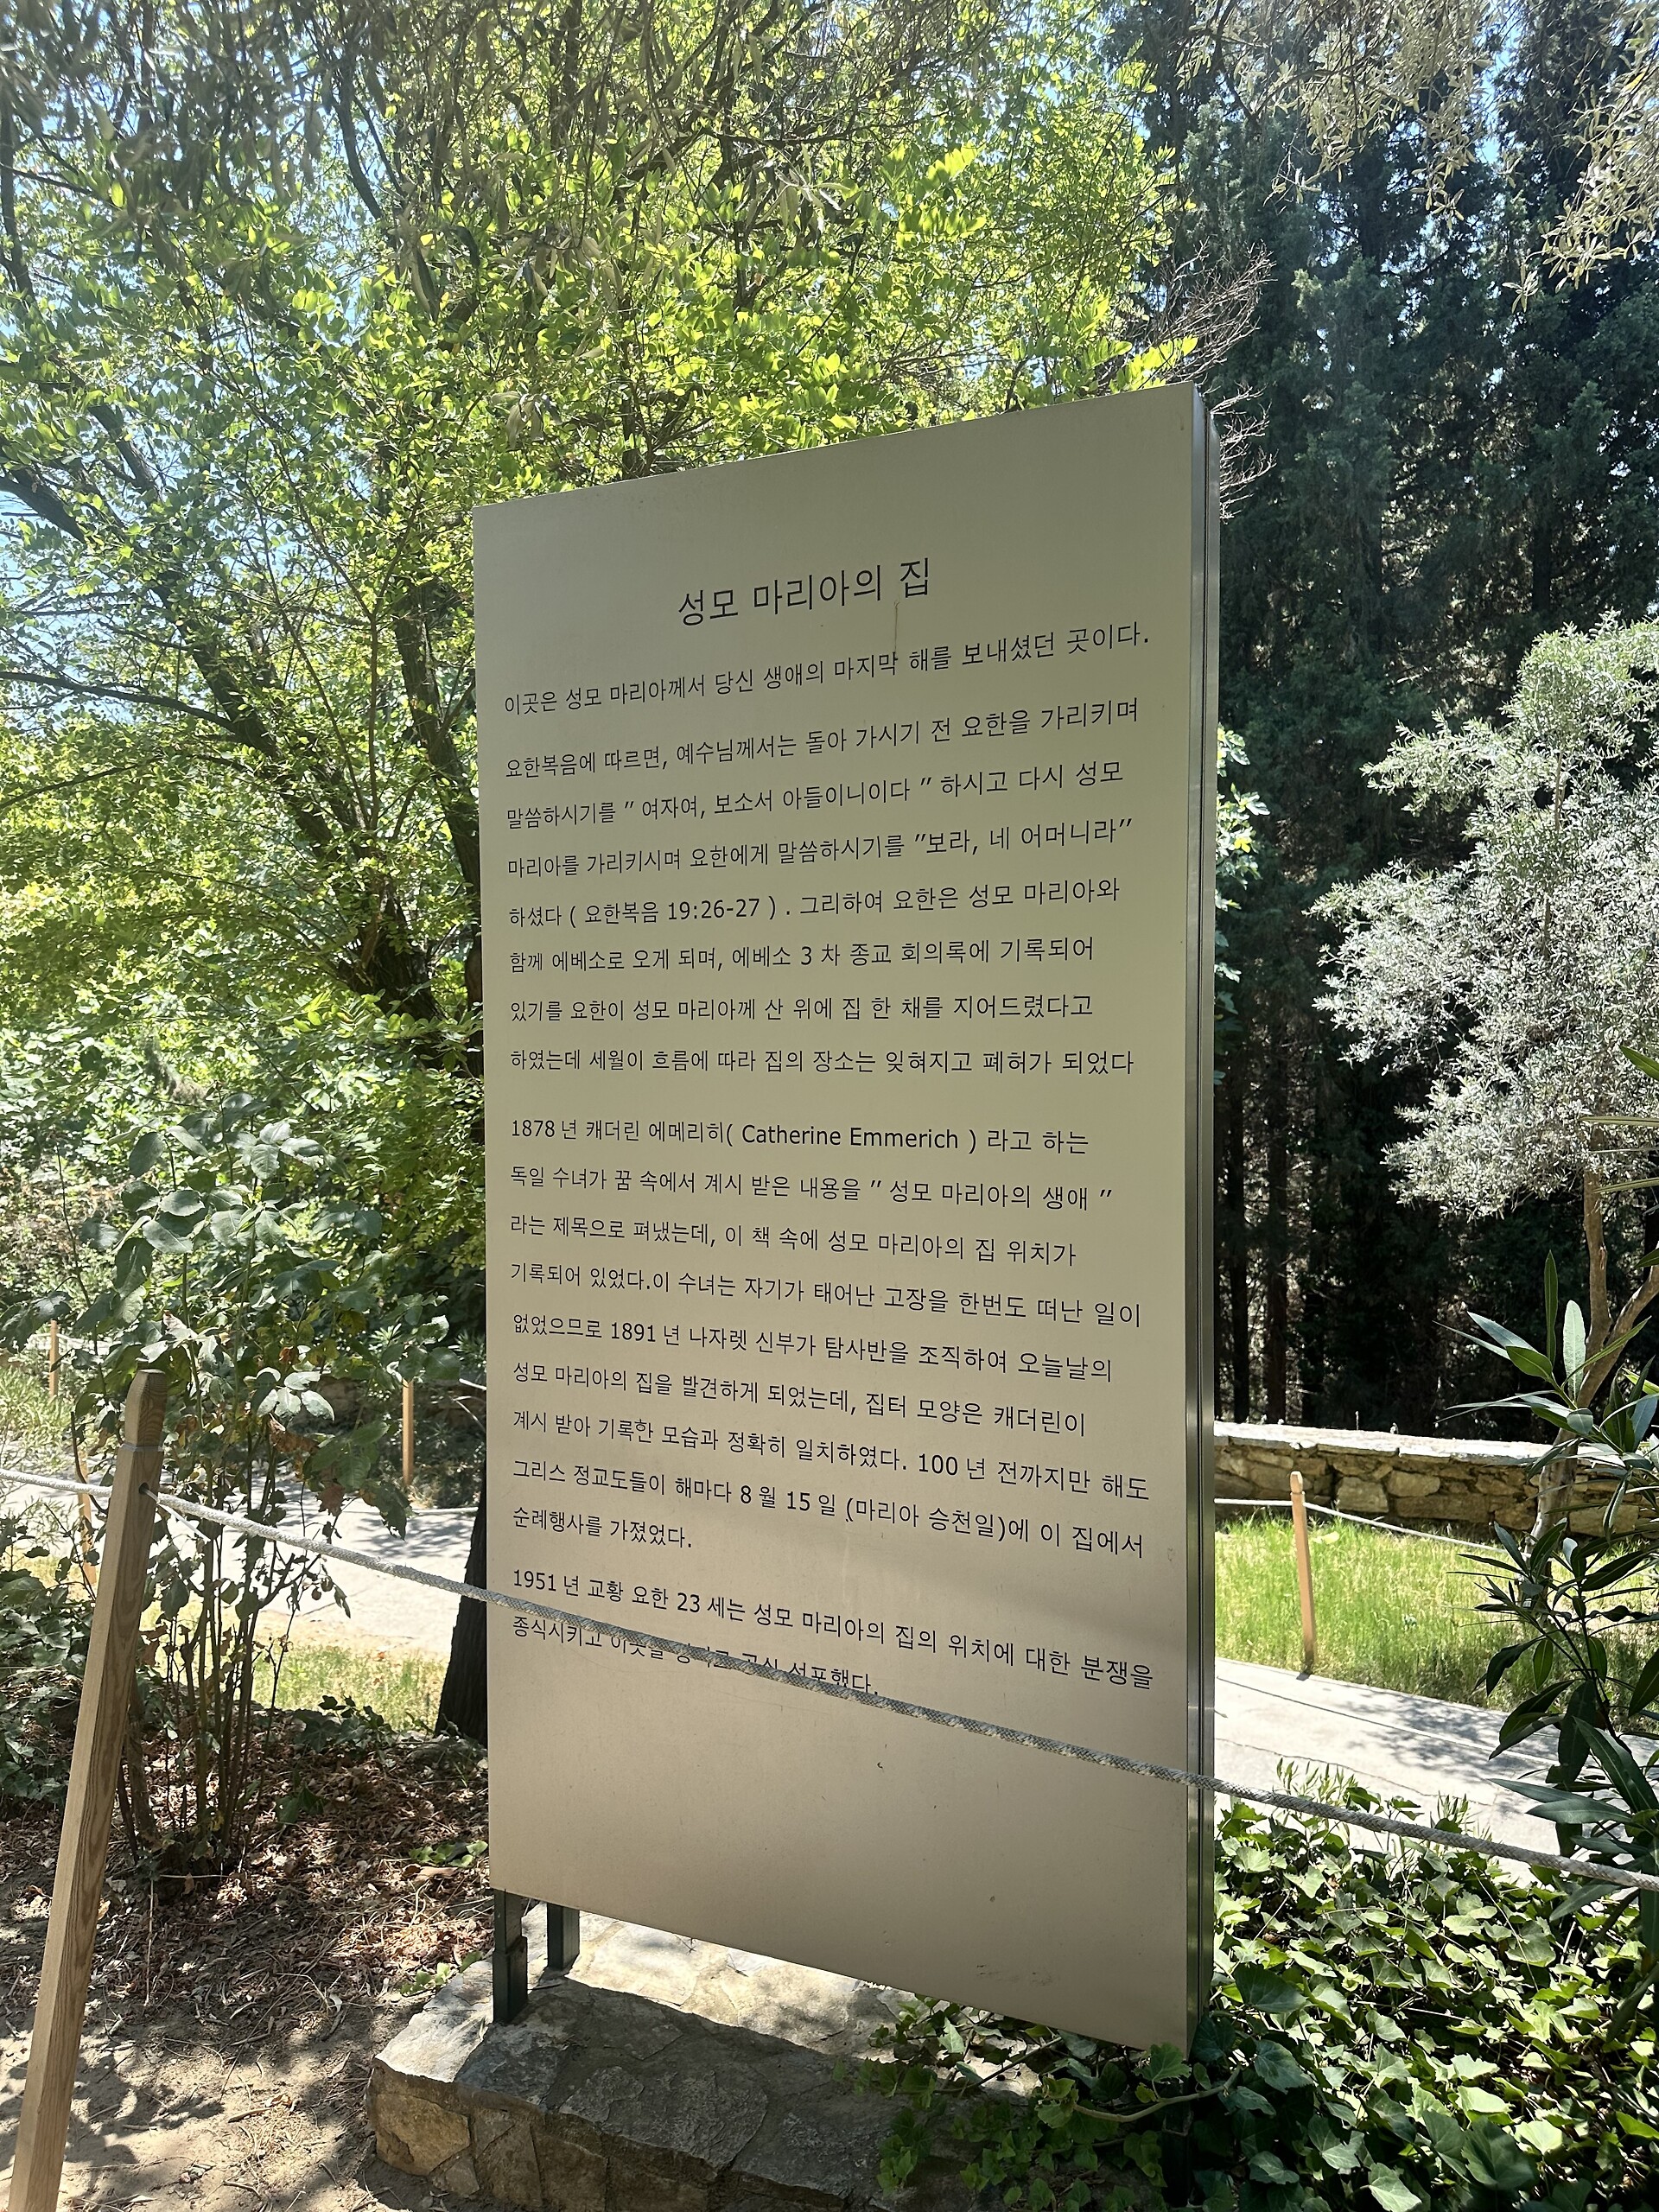 성모 마리아의 집
이곳은 성모 마리아께서 당신 생애의 마지막 해를 보내셨던 곳이다.
요한복음에 따르면, 예수님께서는 돌아 가시기 전 요한을 가리키며
말씀하시기를 " 여자여, 보소서 아들이니이다 " 하시고 다시 성모
마리아를 가리키시며 요한에게 말씀하시기를 "보라, 네 어머니라"
하셨다 ( 요한복음 19:26-27 ) . 그리하여 요한은 성모 마리아와
함께 에베소로 오게 되며, 에베소 3 차 종교 회의록에 기록되어
있기를 요한이 성모 마리아께 산 위에 집 한 채를 지어드렸다고
하였는데 세월이 흐름에 따라 집의 장소는 잊혀지고 폐허가 되었다
1878 년 캐더린 에메리히( Catherine Emmerich ) 라고 하는
독일 수녀가 꿈 속에서 계시 받은 내용을 " 성모 마리아의 생애 "
라는 제목으로 펴냈는데, 이 책 속에 성모 마리아의 집 위치가
기록되어 있었다.이 수녀는 자기가 태어난 고장을 한번도 떠난 일이
없었으므로 1891 년 나자렛 신부가 탐사반을 조직하여 오늘날의
성모 마리아의 집을 발견하게 되었는데, 집터 모양은 캐더린이
계시 받아 기록한 모습과 정확히 일치하였다. 100 년 전까지만 해도
그리스 정교도들이 해마다 8 월 15 일 (마리아 승천일)에 이 집에서
순례행사를 가졌었다.
1951 년 교황 요한 23 세는 성모 마리아의 집의 위치에 대한 분쟁을
종식시키고 이곳을 선포했다.